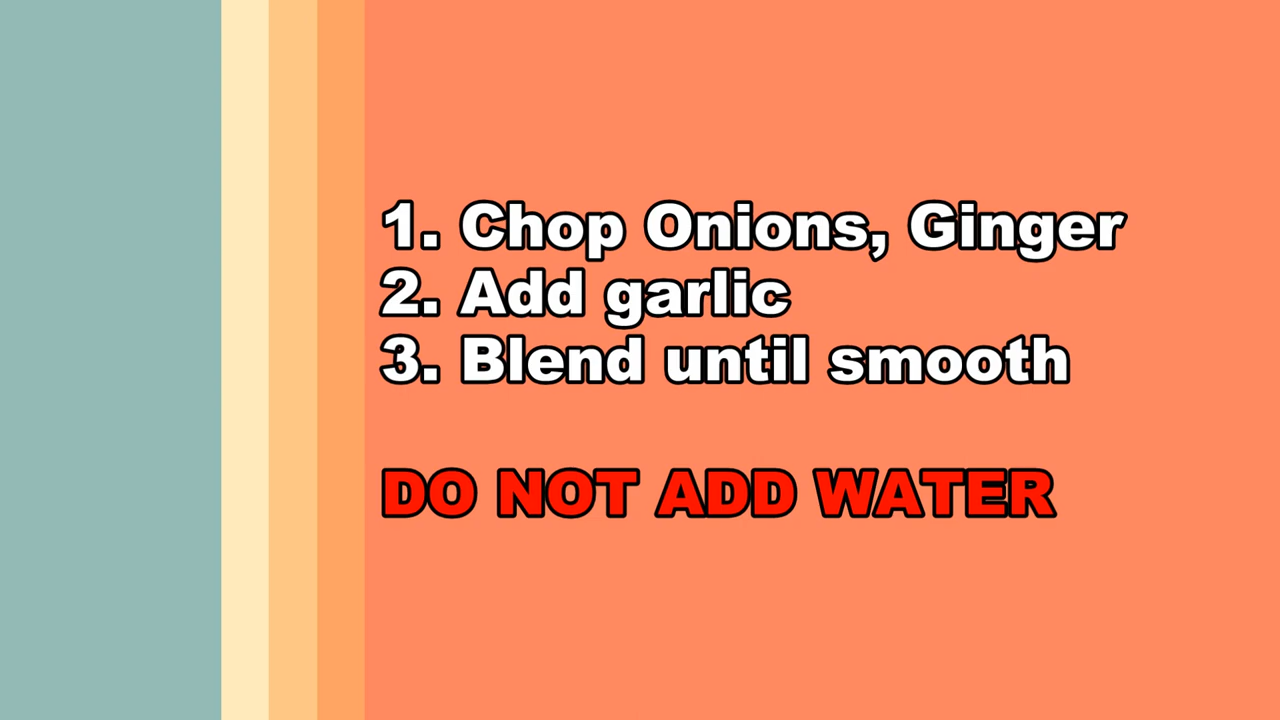 1. Chop Onions, Ginger
2. Add garlic
3. Blend until smooth
DO NOT ADD WATER